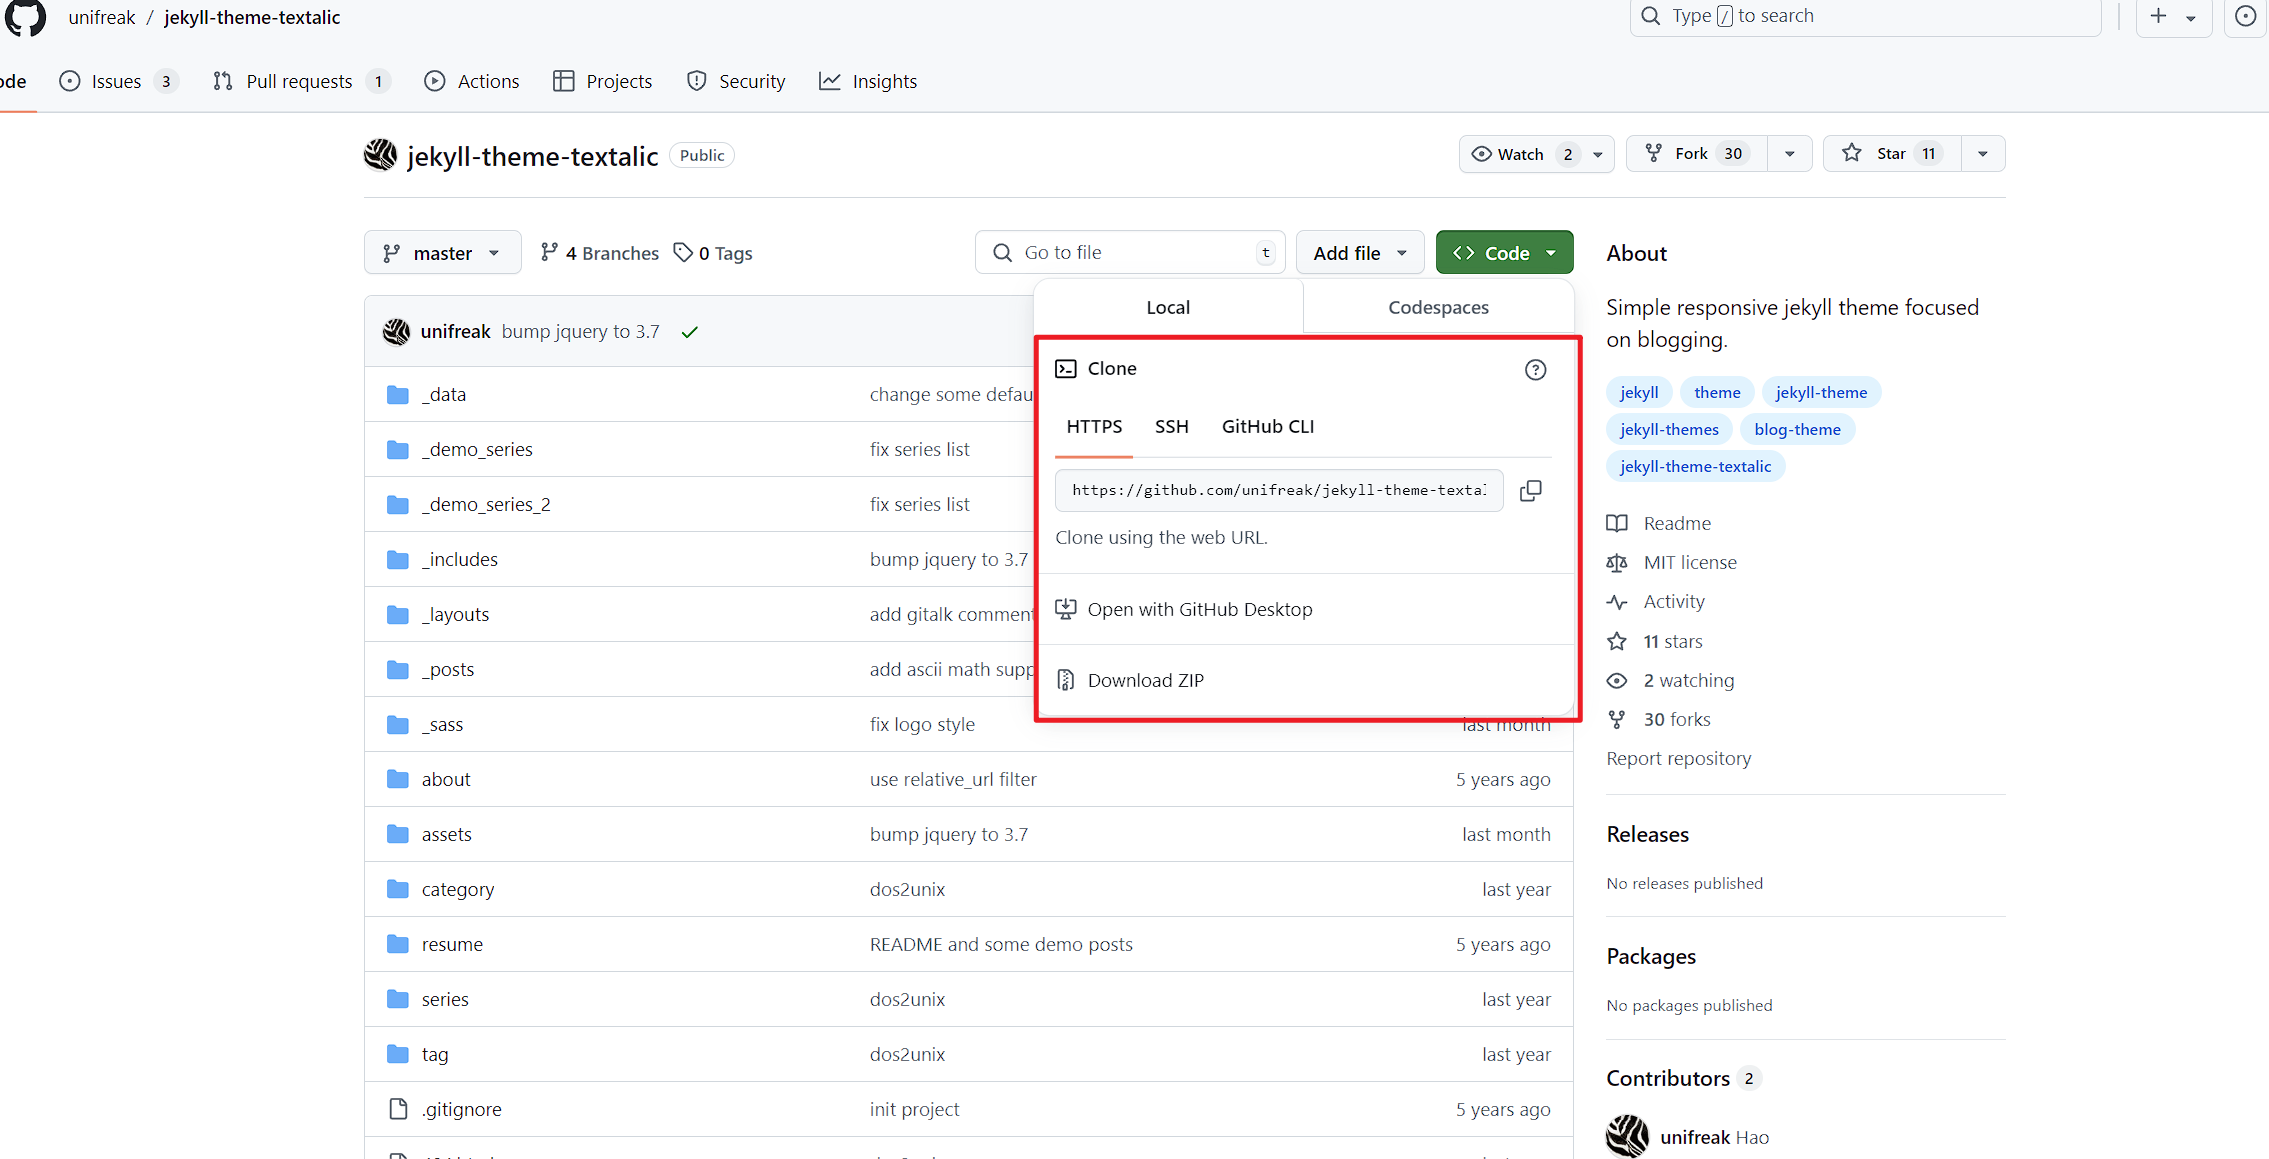 unifreak / jekyll-theme-textalic
Type / to search
ode Issues 3 Pull requests 1 Actions Projects Security Insights
jekyll-theme-textalic Public
Watch 2 Fork 30 Star 11
master 4 Branches 0 Tags Go to file t Add file Code
About
Simple responsive jekyll theme focused
on blogging.
jekyll theme jekyll-theme
jekyll-themes blog-theme
jekyll-theme-textalic
Readme
MIT license
Activity
11 stars
2 watching
30 forks
Report repository
Releases
No releases published
Packages
No packages published
Contributors 2
unifreak Hao
Local Codespaces
Clone
HTTPS SSH GitHub CLI
https://github.com/unifreak/jekyll-theme-textal
Clone using the web URL.
Open with GitHub Desktop
Download ZIP
unifreak bump jquery to 3.7
_data change some defau
_demo_series fix series list
_demo_series_2 fix series list
_includes bump jquery to 3.7
_layouts add gitalk comment
_posts add ascii math supp
_sass fix logo style last month
about use relative_url filter 5 years ago
assets bump jquery to 3.7 last month
category dos2unix last year
resume README and some demo posts 5 years ago
series dos2unix last year
tag dos2unix last year
.gitignore init project 5 years ago